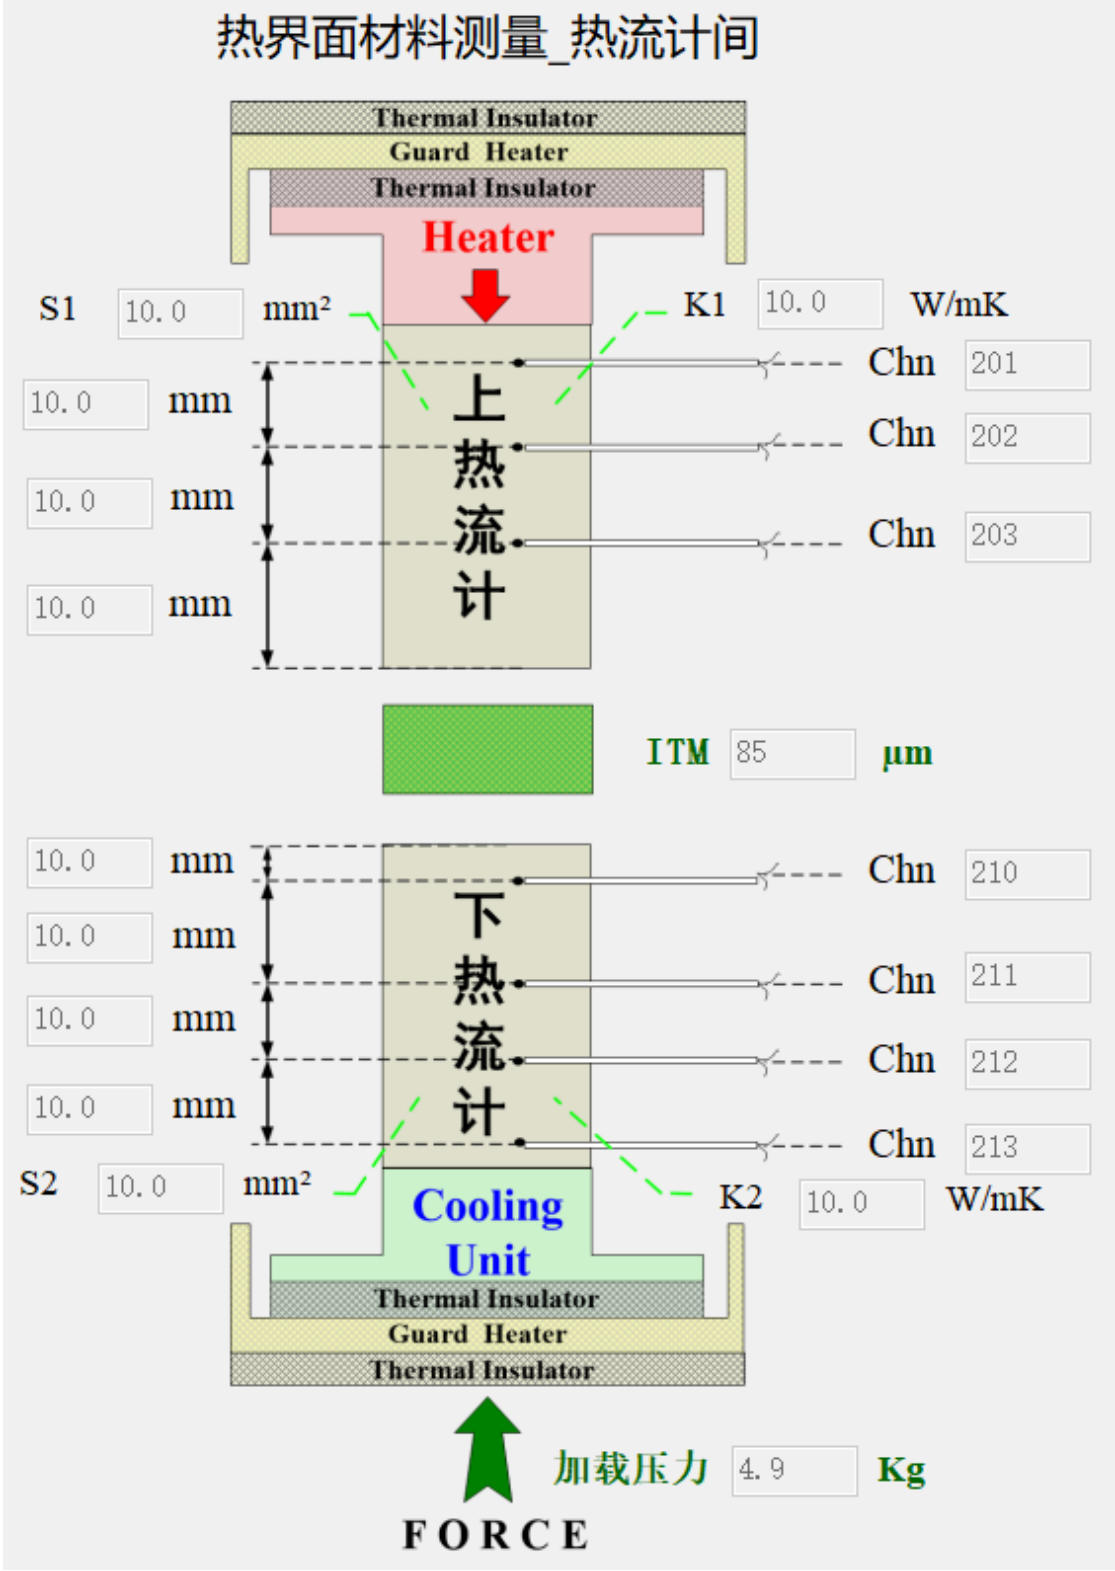 热界面材料测量_热流计间
Thermal Insulator
Guard Heater
Thermal Insulator
Heater
S1 10.0 mm²
K1 10.0 W/mK
Chn 201
10.0 mm
Chn 202
10.0 mm
Chn 203
10.0 mm
上
热
流
计
ITM 85 μm
10.0 mm
Chn 210
10.0 mm
Chn 211
10.0 mm
Chn 212
10.0 mm
Chn 213
下
热
流
计
S2 10.0 mm²
K2 10.0 W/mK
Cooling
Unit
Thermal Insulator
Guard Heater
Thermal Insulator
加载压力 4.9 Kg
FORCE